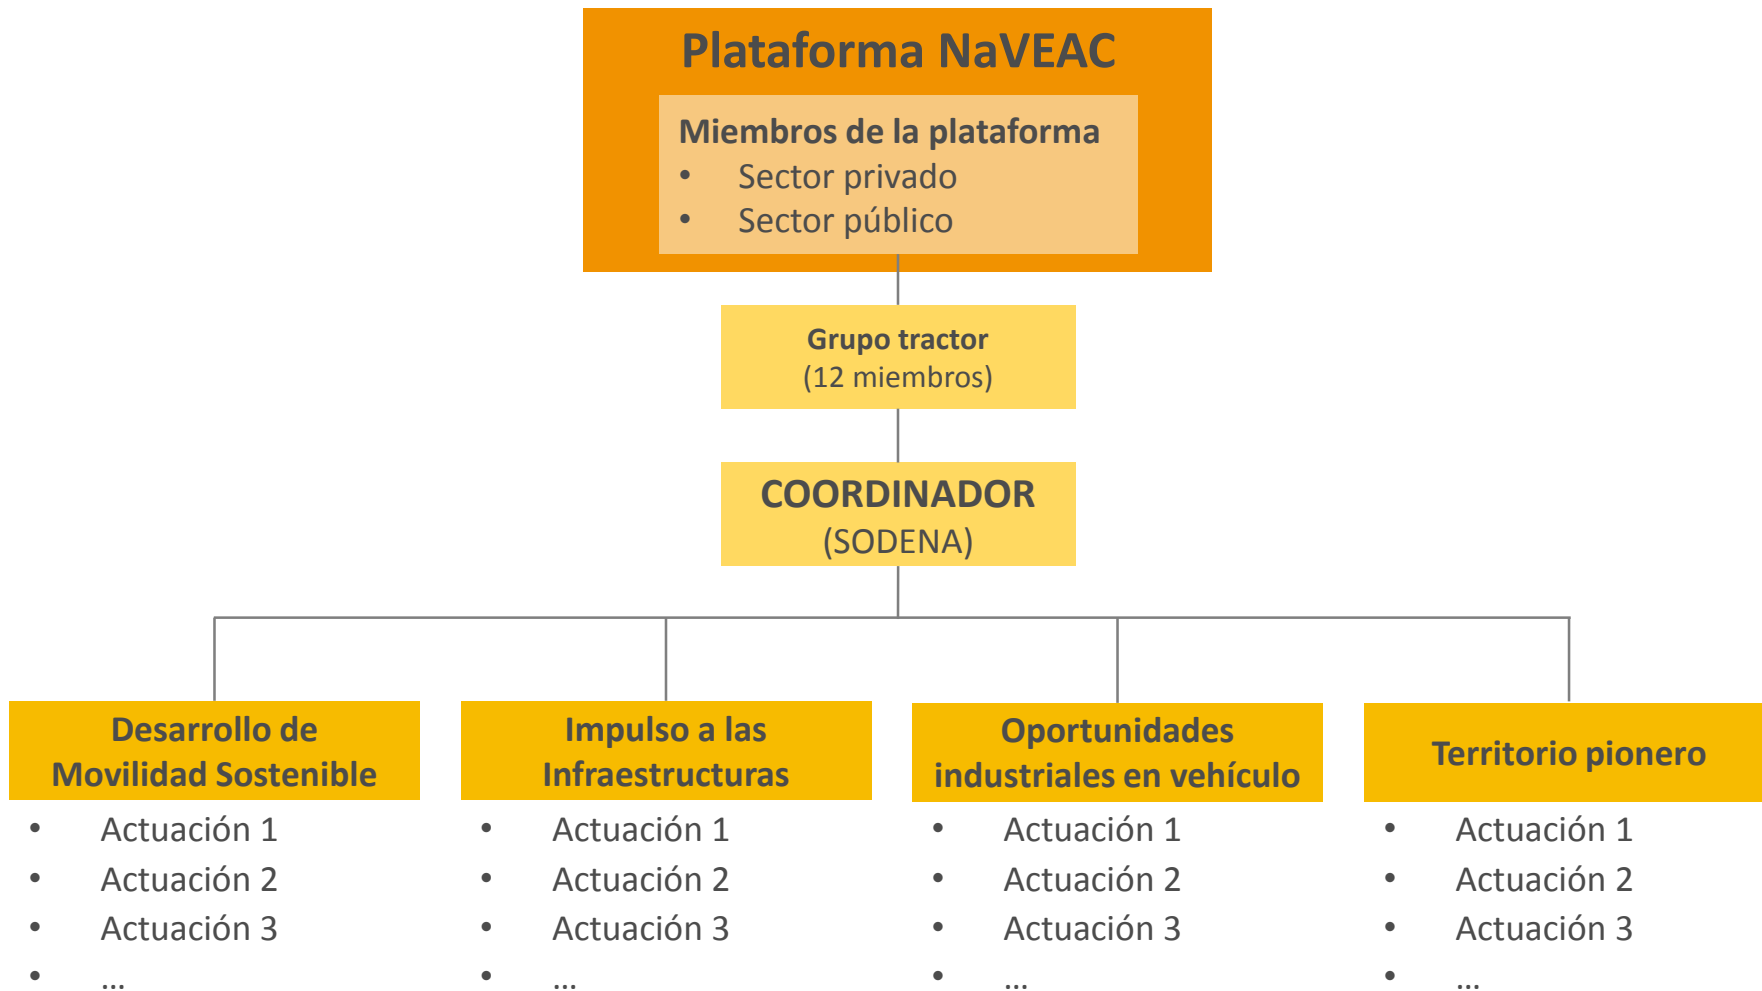 Plataforma NaVEAC
Miembros de la plataforma
• Sector privado
• Sector público
Grupo tractor
(12 miembros)
COORDINADOR
(SODENA)
Desarrollo de
Movilidad Sostenible
• Actuación 1
• Actuación 2
• Actuación 3
• ...
Impulso a las
Infraestructuras
• Actuación 1
• Actuación 2
• Actuación 3
• ...
Oportunidades
industriales en vehículo
• Actuación 1
• Actuación 2
• Actuación 3
• ...
Territorio pionero
• Actuación 1
• Actuación 2
• Actuación 3
• ...